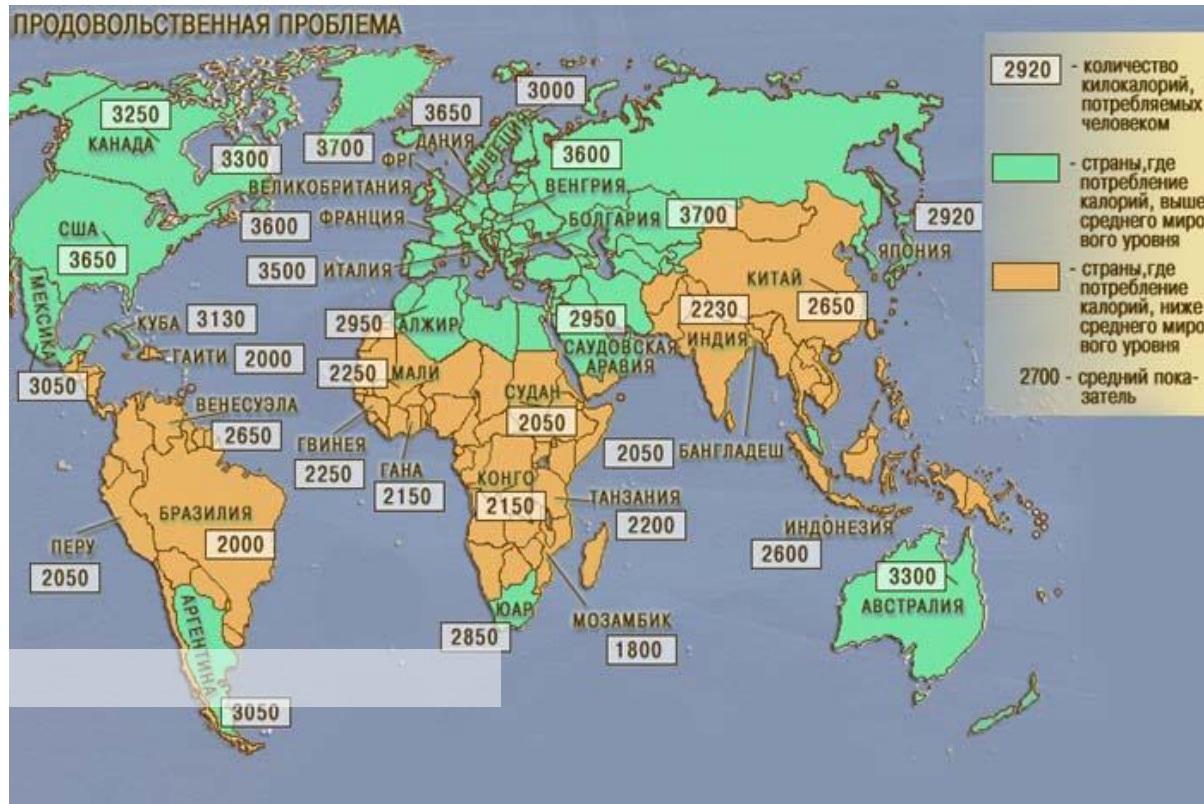 ПРОДОВОЛЬСТВЕННАЯ ПРОБЛЕМА
2920 - количество
килокалорий,
потребляемых
человеком
- страны,где
потребление
калорий, выше
среднего миро
вого уровня
- страны,где
потребление
калорий, ниже
среднего миро
вого уровня
2700 - средний пока-
затель
3250
КАНАДА
3300
3700
3650
3000
ДАНИЯ
ШВЕЦИЯ
ФРГ
3600
ВЕЛИКОБРИТАНИЯ
ВЕНГРИЯ
3600
ФРАНЦИЯ
БОЛГАРИЯ
3700
2920
ЯПОНИЯ
США
3650
3500
ИТАЛИЯ
МЕКСИКА
3050
КУБА
3130
ГАИТИ
2000
2950
АЛЖИР
2950
САУДОВСКАЯ
АРАВИЯ
2230
ИНДИЯ
КИТАЙ
2650
2250
МАЛИ
СУДАН
2050
ВЕНЕСУЭЛА
2650
ГВИНЕЯ
2250
ГАНА
2150
КОНГО
2150
2050
БАНГЛАДЕШ
ТАНЗАНИЯ
2200
БРАЗИЛИЯ
2000
ПЕРУ
2050
ИНДОНЕЗИЯ
2600
3300
АВСТРАЛИЯ
АРГЕНТИНА
3050
ЮАР
2850
МОЗАМБИК
1800